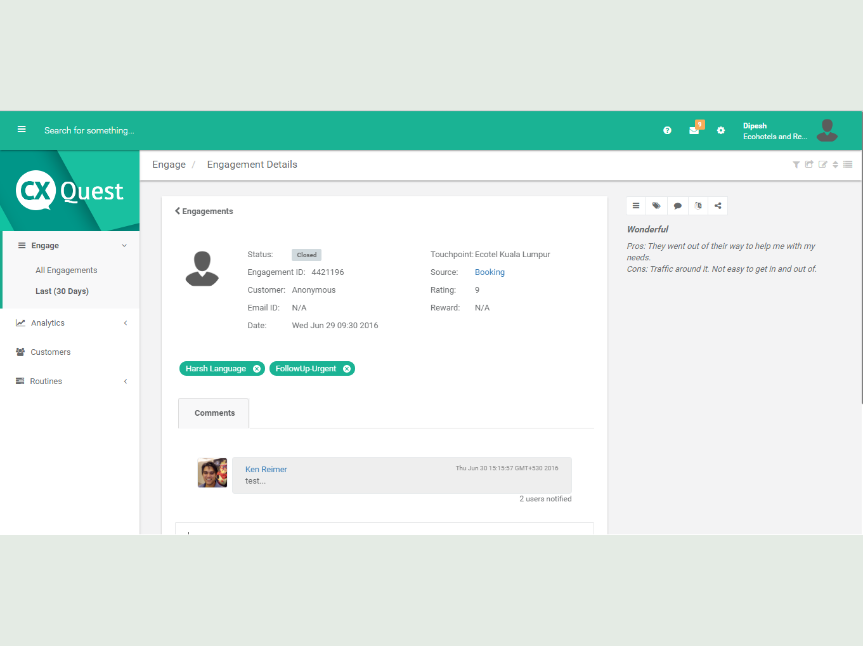 Search for something...
9
Dipesh
Ecohotels and Re...
CX Quest
Engage / Engagement Details
Engage
All Engagements
Last (30 Days)
Analytics
Customers
Routines
Engagements
Status: Closed
Engagement ID: 4421196
Customer: Anonymous
Email ID: N/A
Date: Wed Jun 29 09:30 2016
Touchpoint: Ecotel Kuala Lumpur
Source: Booking
Rating: 9
Reward: N/A
Harsh Language
FollowUp-Urgent
Comments
Ken Reimer
Thu Jun 30 15:15:57 GMT+530 2016
test...
2 users notified
Wonderful
Pros: They went out of their way to help me with my
needs.
Cons: Traffic around it. Not easy to get in and out of.